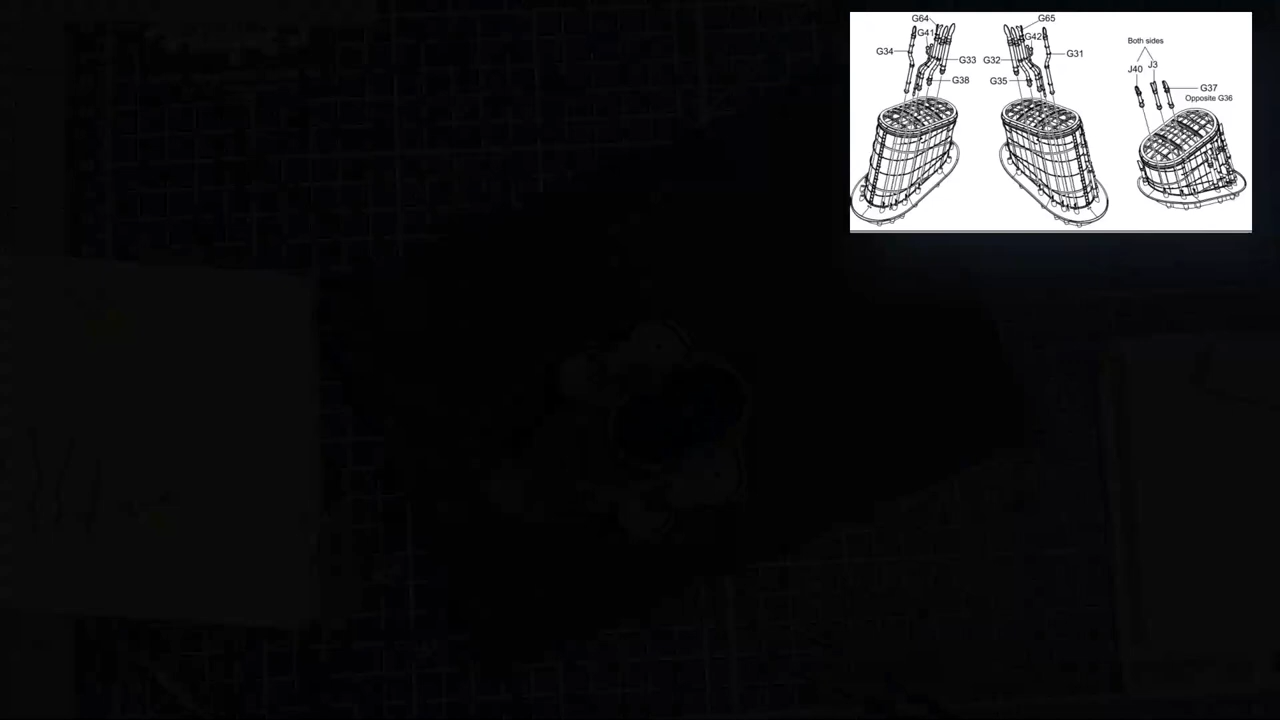 G64
G41
G34
G33
G38
G65
G42
G32
G31
G35
Both sides
J40
J3
G37
Opposite G36